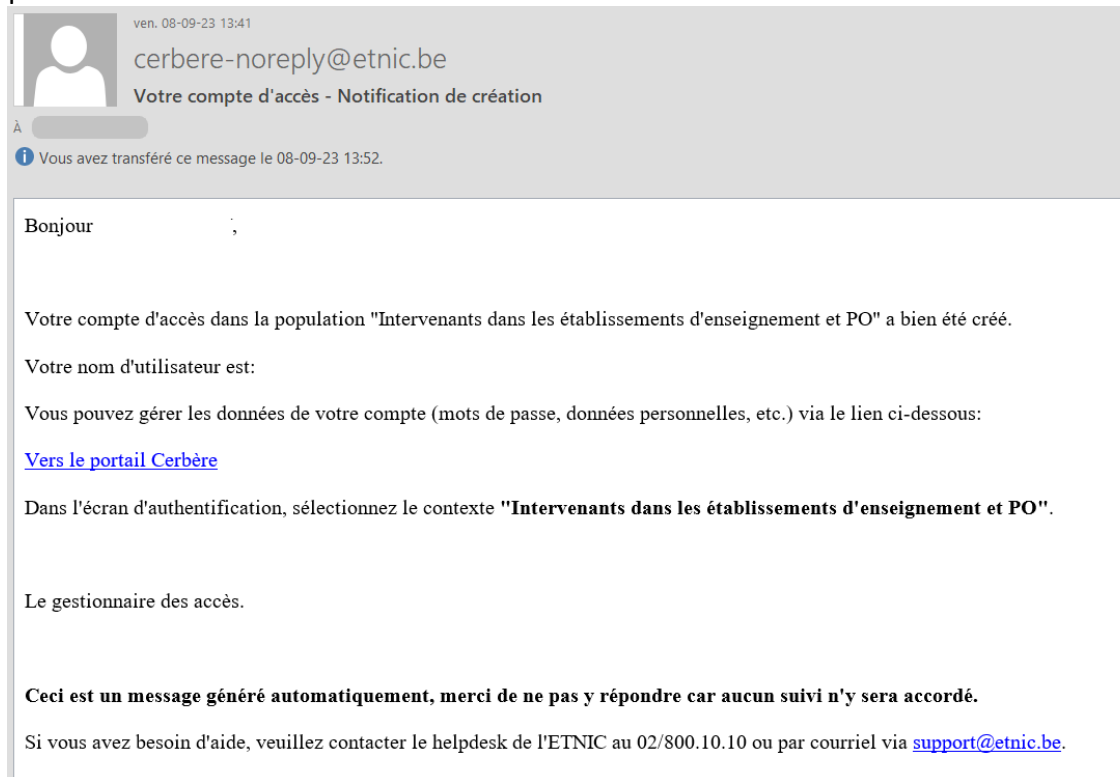 ven. 08-09-23 13:41
cerbere-noreply@etnic.be
Votre compte d'accès - Notification de création
À
Vous avez transféré ce message le 08-09-23 13:52.
Bonjour ,
Votre compte d'accès dans la population "Intervenants dans les établissements d'enseignement et PO" a bien été créé.
Votre nom d'utilisateur est:
Vous pouvez gérer les données de votre compte (mots de passe, données personnelles, etc.) via le lien ci-dessous:
Vers le portail Cerbère
Dans l'écran d'authentification, sélectionnez le contexte "Intervenants dans les établissements d'enseignement et PO".
Le gestionnaire des accès.
Ceci est un message généré automatiquement, merci de ne pas y répondre car aucun suivi n'y sera accordé.
Si vous avez besoin d'aide, veuillez contacter le helpdesk de l'ETNIC au 02/800.10.10 ou par courriel via support@etnic.be.